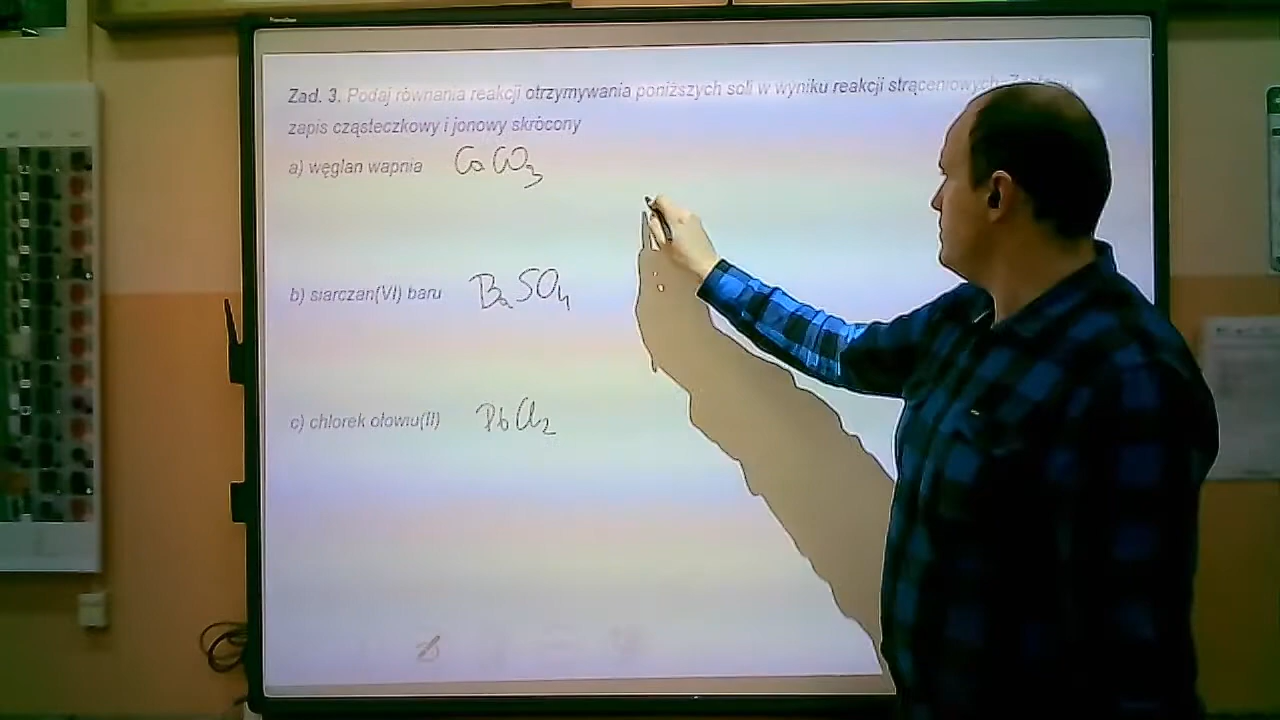 Zad. 3. Podaj równania reakcji otrzymywania poniższych soli w wyniku reakcji strąceniowych. Zastosuj
zapis cząsteczkowy i jonowy skrócony
a) węglan wapnia CaCO3
b) siarczan(VI) baru BaSO4
c) chlorek ołowiu(II) PbCl2